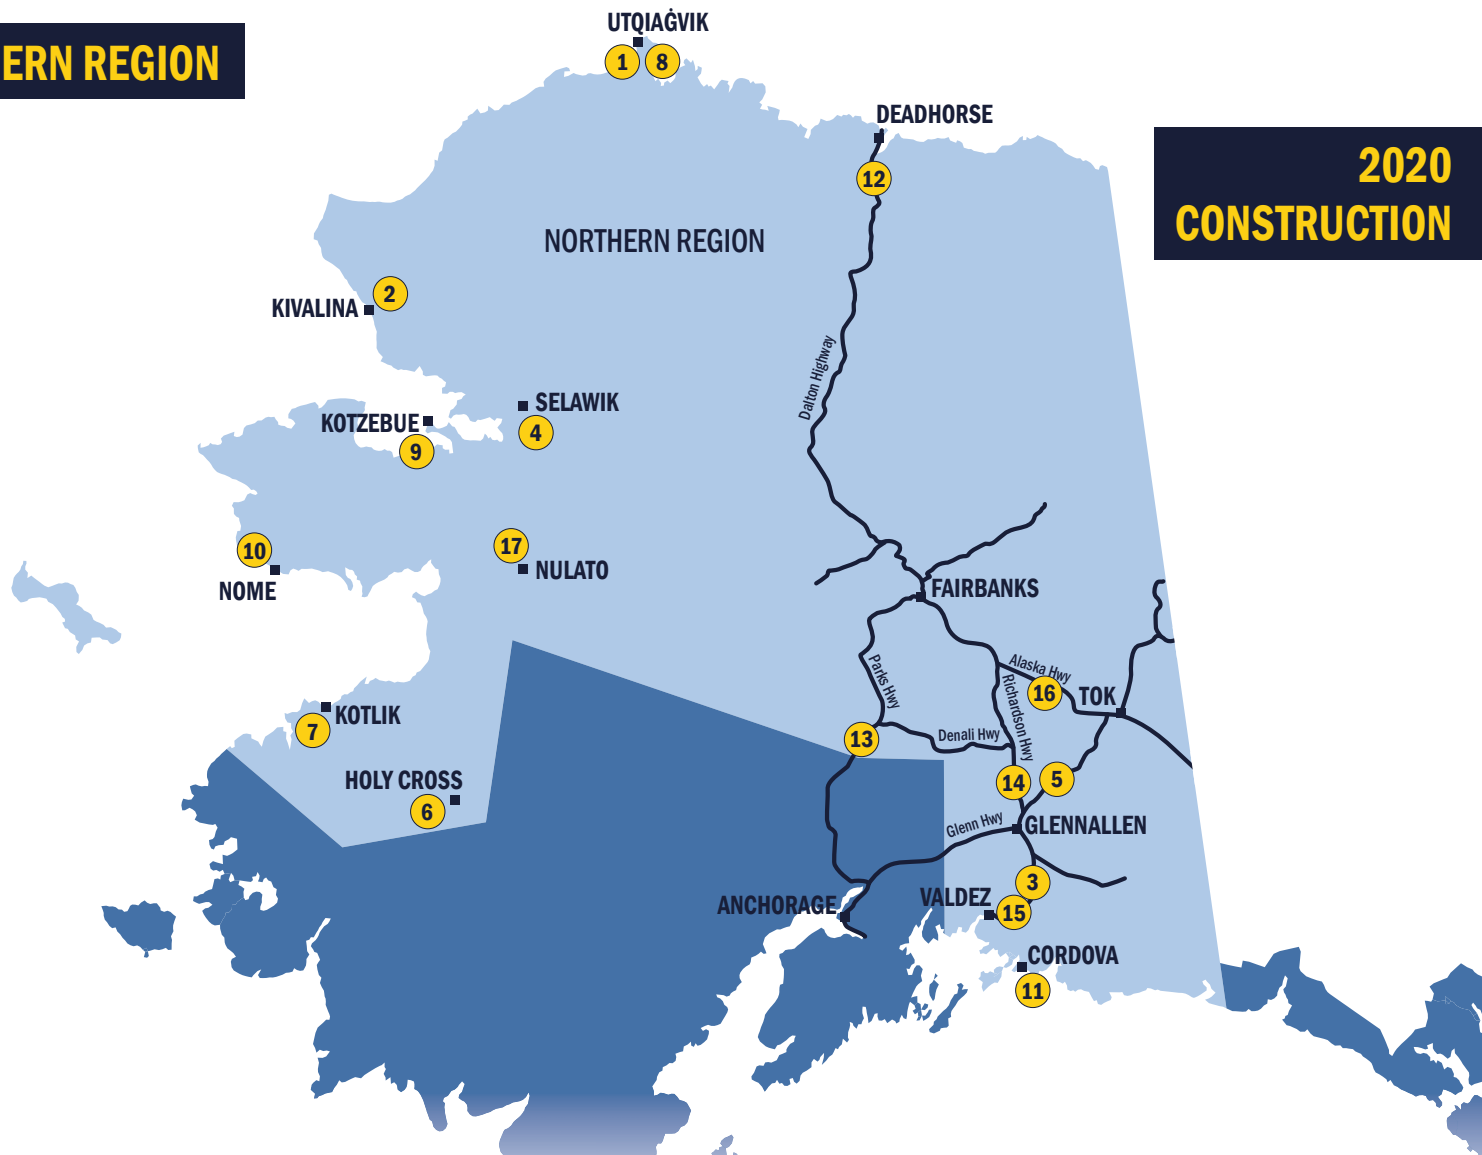 UTQIAĠVIK
ERN REGION
1
8
DEADHORSE
2020
CONSTRUCTION
12
NORTHERN REGION
2
KIVALINA
Dalton Highway
SELAWIK
KOTZEBUE
4
9
17
10
NULATO
NOME
FAIRBANKS
Alaska Hwy
Parks Hwy
Richardson Hwy
16
TOK
KOTLIK
7
13
Denali Hwy
HOLY CROSS
14
5
6
Glenn Hwy
GLENNALLEN
3
VALDEZ
ANCHORAGE
15
CORDOVA
11